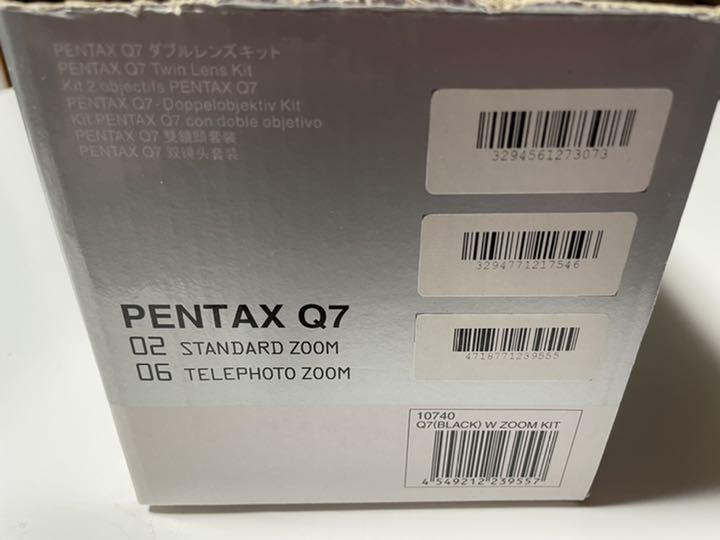 PENTAX Q7 ダブルレンズキット
PENTAX Q7 Twin Lens Kit
Kit 2 objectifs PENTAX Q7
PENTAX Q7-Doppelobjektiv Kit
Kit PENTAX Q7 con doble objetivo
PENTAX Q7 雙鏡頭套裝
PENTAX Q7 双镜头套装
3294561273073
3294771217546
4718771239555
PENTAX Q7
02 STANDARD ZOOM
06 TELEPHOTO ZOOM
10740
Q7(BLACK) W ZOOM KIT
4 549212 239557